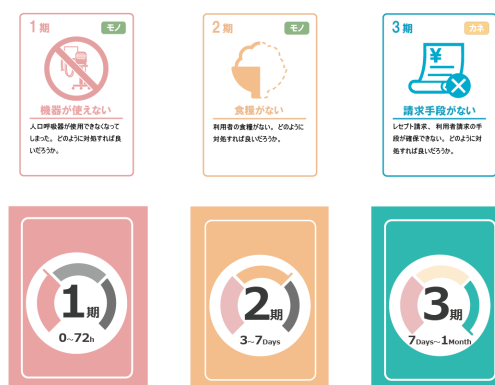 1期 モノ
機器が使えない
人口呼吸器が使用できなくなって
しまった。どのように対処すれば良
いだろうか。
2期 モノ
食糧がない
利用者の食糧がない。どのように
対処すれば良いだろうか。
3期 カネ
¥
請求手段がない
レセプト請求、利用者請求の手
段が確保できない。どのように対
処すれば良いだろうか。
1期
0~72h
2期
3~7Days
3期
7Days~1Month